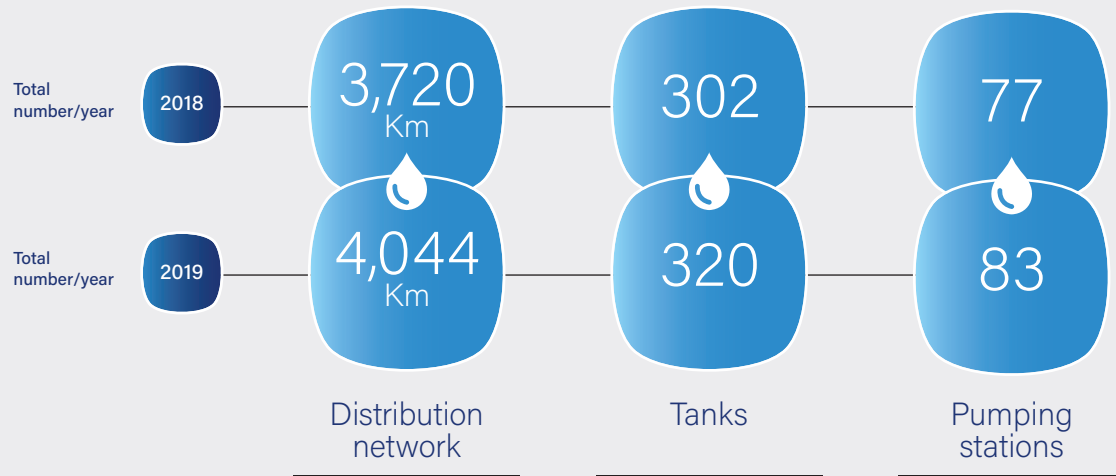 Total
number/year
2018
3,720
Km
302
77
Total
number/year
2019
4,044
Km
320
83
Distribution
network
Tanks
Pumping
stations